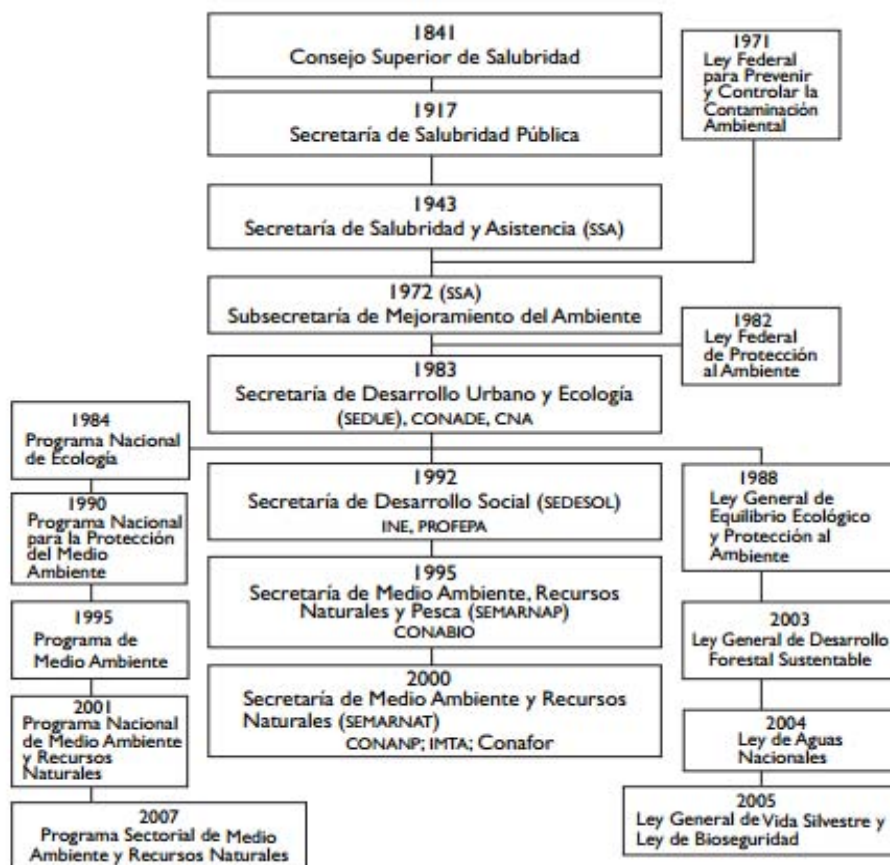 1841
Consejo Superior de Salubridad
1971
Ley Federal
para Prevenir
y Controlar la
Contaminación
Ambiental
1917
Secretaría de Salubridad Pública
1943
Secretaría de Salubridad y Asistencia (SSA)
1972 (SSA)
Subsecretaría de Mejoramiento del Ambiente
1982
Ley Federal
de Protección
al Ambiente
1983
Secretaría de Desarrollo Urbano y Ecología
(SEDUE), CONADE, CNA
1984
Programa Nacional
de Ecología
1992
Secretaría de Desarrollo Social (SEDESOL)
INE, PROFEPA
1988
Ley General de
Equilibrio Ecológico
y Protección al
Ambiente
1990
Programa Nacional
para la Protección
del Medio
Ambiente
1995
Secretaría de Medio Ambiente, Recursos
Naturales y Pesca (SEMARNAP)
CONABIO
1995
Programa de
Medio Ambiente
2003
Ley General de Desarrollo
Forestal Sustentable
2000
Secretaría de Medio Ambiente y Recursos
Naturales (SEMARNAT)
CONANP; IMTA; Conafor
2001
Programa Nacional
de Medio Ambiente
y Recursos
Naturales
2004
Ley de Aguas
Nacionales
2007
Programa Sectorial de Medio
Ambiente y Recursos Naturales
2005
Ley General de Vida Silvestre y
Ley de Bioseguridad